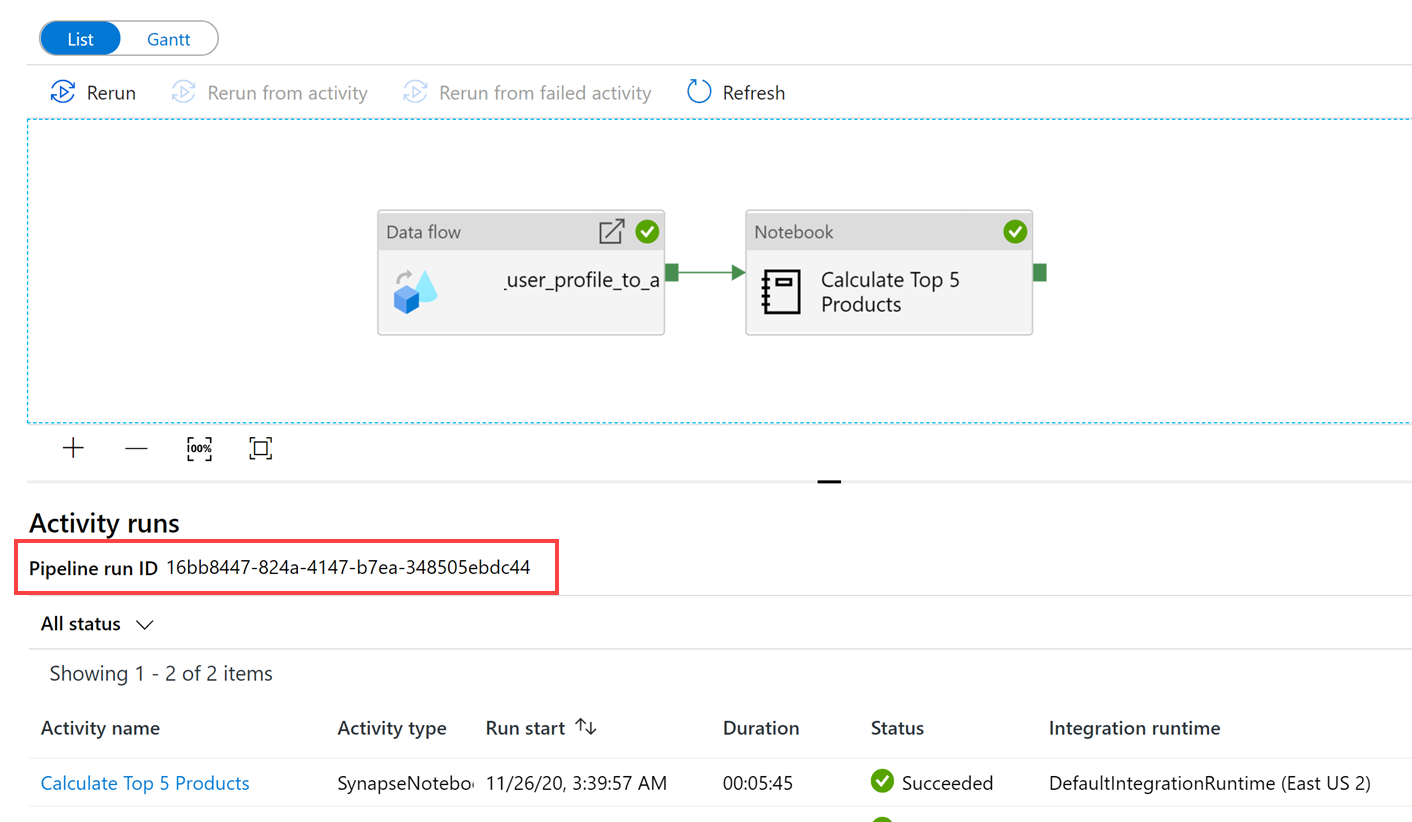 List Gantt
Rerun Rerun from activity Rerun from failed activity Refresh
Data flow
_user_profile_to_a
Notebook
Calculate Top 5
Products
100%
Activity runs
Pipeline run ID 16bb8447-824a-4147-b7ea-348505ebdc44
All status
Showing 1 - 2 of 2 items
Activity name Activity type Run start Duration Status Integration runtime
Calculate Top 5 Products SynapseNotebo 11/26/20, 3:39:57 AM 00:05:45 Succeeded DefaultIntegrationRuntime (East US 2)